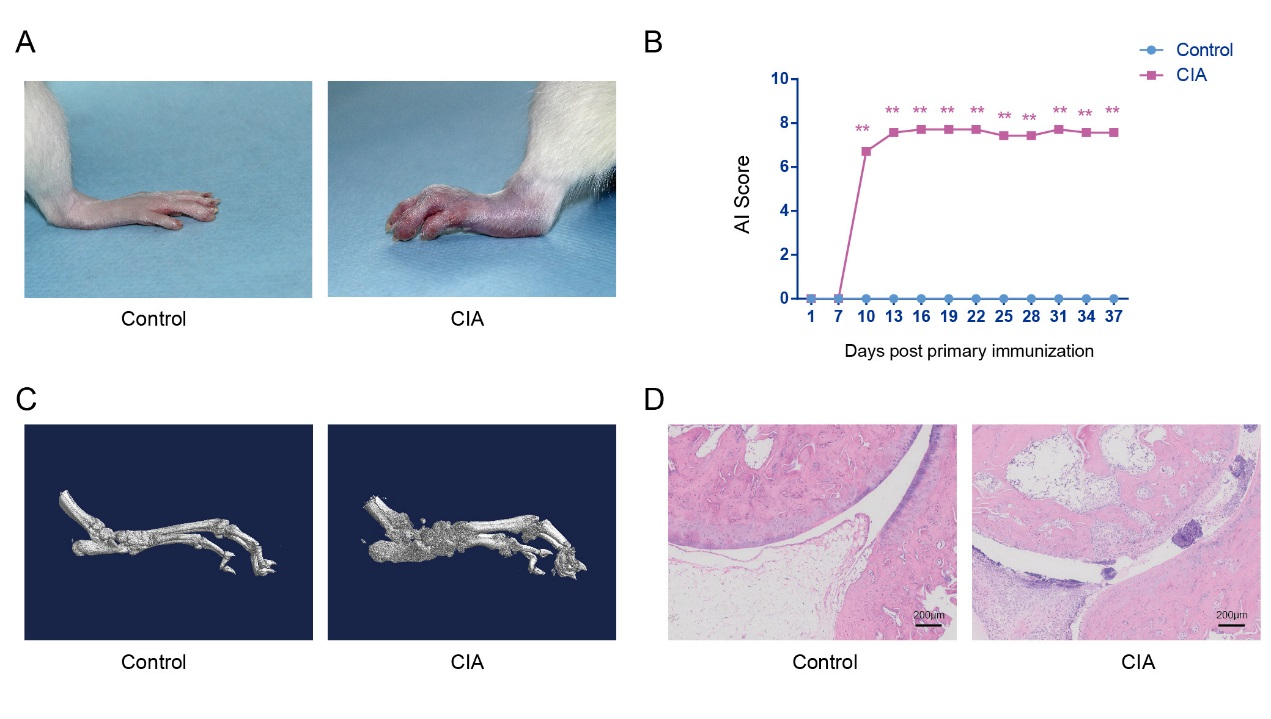 A
Control
CIA
B
Control
CIA
AI Score
10
8
6
4
2
0
** ** ** ** ** ** ** ** ** **
1 7 10 13 16 19 22 25 28 31 34 37
Days post primary immunization
C
Control
CIA
D
200μm
200μm
Control
CIA